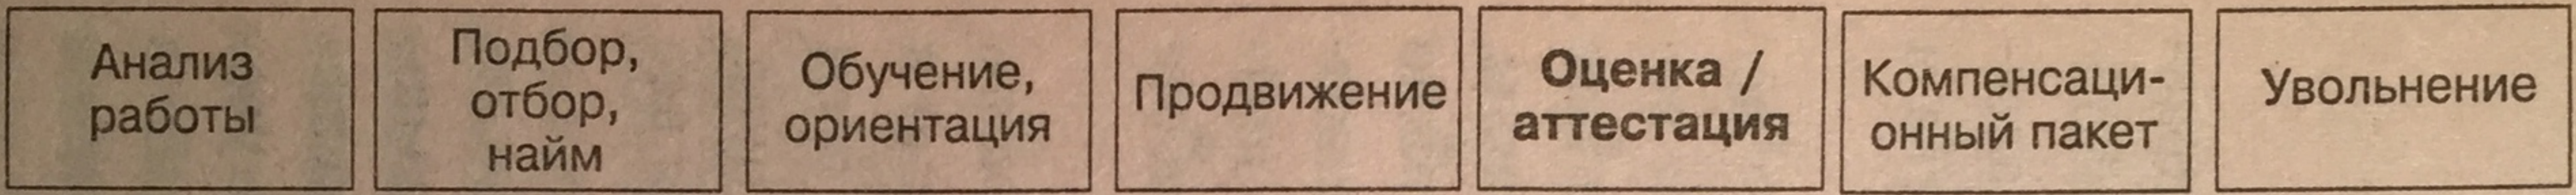 Анализ
работы
Подбор,
отбор,
найм
Обучение,
ориентация
Продвижение
Оценка /
аттестация
Компенсаци-
онный пакет
Увольнение